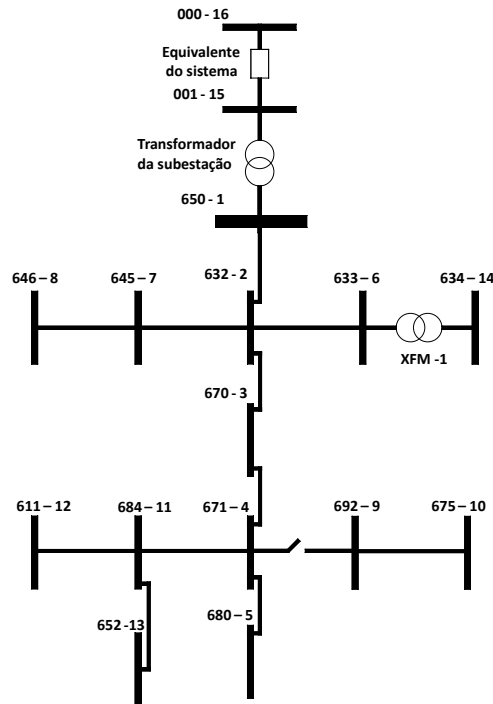 000 - 16
Equivalente
do sistema
001 - 15
Transformador
da subestação
650 - 1
646 – 8
645 – 7
632 - 2
633 – 6
634 – 14
XFM -1
670 - 3
611 – 12
684 – 11
671 – 4
692 – 9
675 – 10
652 -13
680 – 5